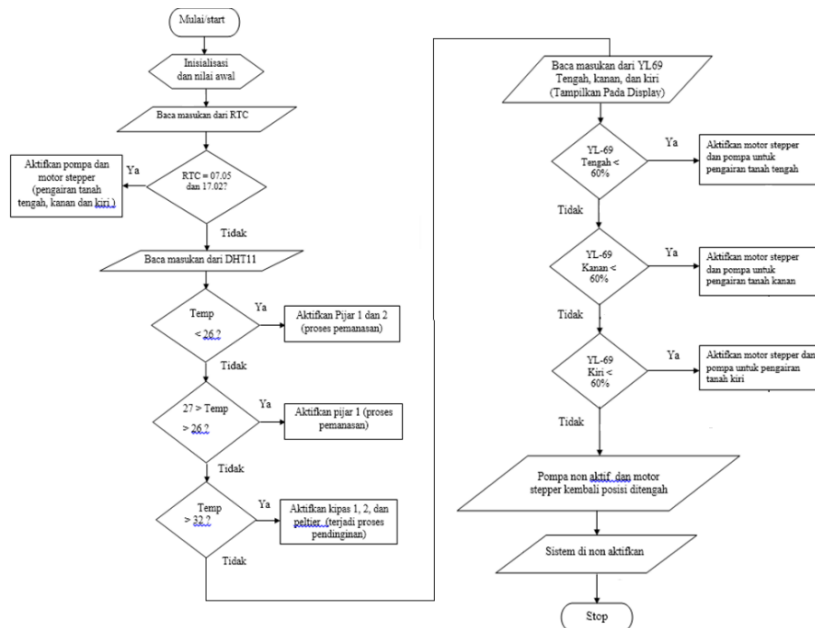 Mulai/start
Inisialisasi
dan nilai awal
Baca masukan dari RTC
RTC = 07.05
dan 17.02?
Ya
Aktifkan pompa dan
motor stepper
(pengairan tanah
tengah, kanan dan kiri )
Tidak
Baca masukan dari DHT11
Temp
< 26 ?
Ya
Aktifkan Pijar 1 dan 2
(proses pemanasan)
Tidak
27 > Temp
> 26 ?
Ya
Aktifkan pijar 1 (proses
pemanasan)
Tidak
Temp
> 32 ?
Ya
Aktifkan kipas 1, 2, dan
peltier (terjadi proses
pendinginan)
Tidak
Baca masukan dari YL69
Tengah, kanan, dan kiri
(Tampilkan Pada Display)
YL-69
Tengah <
60%
Ya
Aktifkan motor stepper
dan pompa untuk
pengairan tanah tengah
Tidak
YL-69
Kanan <
60%
Ya
Aktifkan motor stepper
dan pompa untuk
pengairan tanah kanan
Tidak
YL-69
Kiri <
60%
Ya
Aktifkan motor stepper dan
pompa untuk pengairan
tanah kiri
Tidak
Pompa non aktif dan motor
stepper kembali posisi ditengah
Sistem di non aktifkan
Stop